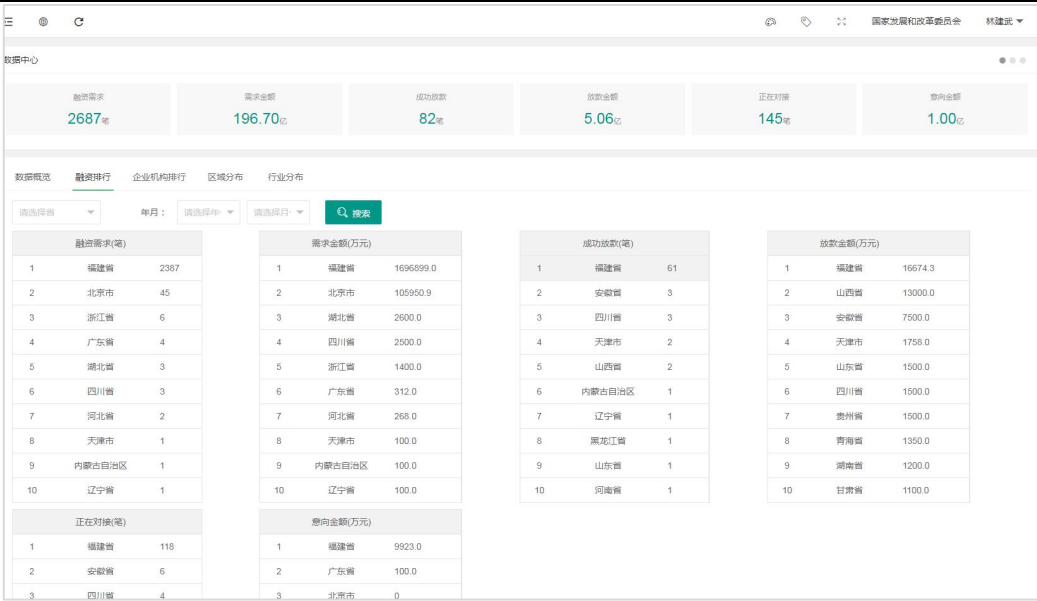 国家发展和改革委员会 林建武
数据中心
融资需求 需求金额 成功放款 放款金额 正在对接 意向金额
2687笔 196.70亿 82笔 5.06亿 145笔 1.00亿
数据概览 融资排行 企业机构排行 区域分布 行业分布
请选择省 年月： 请选择年 请选择月 搜索
融资需求(笔) 需求金额(万元) 成功放款(笔) 放款金额(万元)
1 福建省 2387 1 福建省 1696899.0 1 福建省 61 1 福建省 16674.3
2 北京市 45 2 北京市 105950.9 2 安徽省 3 2 山西省 13000.0
3 浙江省 6 3 湖北省 2600.0 3 四川省 3 3 安徽省 7500.0
4 广东省 4 4 四川省 2500.0 4 天津市 2 4 天津市 1758.0
5 湖北省 3 5 浙江省 1400.0 5 山西省 2 5 山东省 1500.0
6 四川省 3 6 广东省 312.0 6 内蒙古自治区 1 6 四川省 1500.0
7 河北省 2 7 河北省 268.0 7 辽宁省 1 7 贵州省 1500.0
8 天津市 1 8 天津市 100.0 8 黑龙江省 1 8 青海省 1350.0
9 内蒙古自治区 1 9 内蒙古自治区 100.0 9 山东省 1 9 湖南省 1200.0
10 辽宁省 1 10 辽宁省 100.0 10 河南省 1 10 甘肃省 1100.0
正在对接(笔) 意向金额(万元)
1 福建省 118 1 福建省 9923.0
2 安徽省 6 2 广东省 100.0
3 四川省 4 3 北京市 0